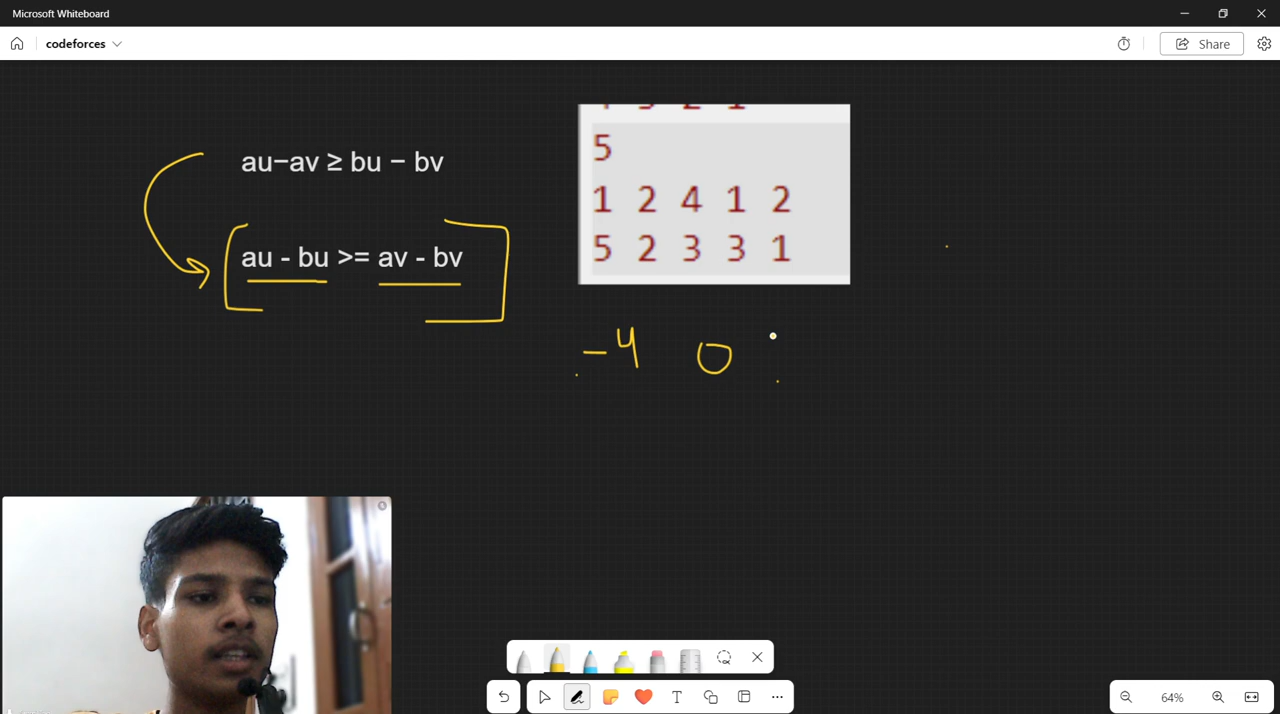 Microsoft Whiteboard
codeforces
Share
au−av ≥ bu − bv
au - bu >= av - bv
5
1 2 4 1 2
5 2 3 3 1
-4 0
64%